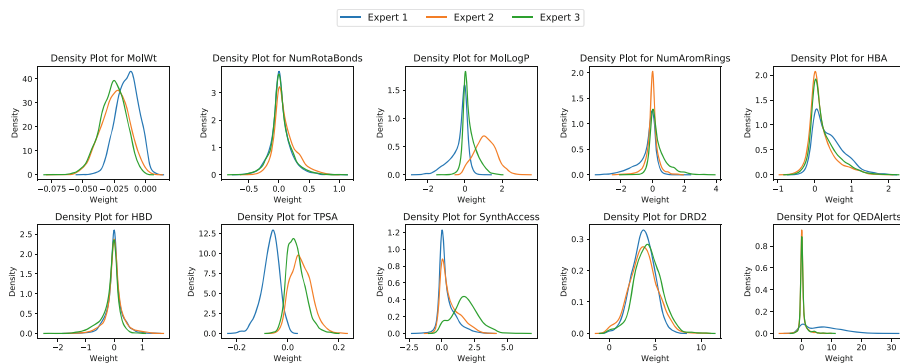 Expert 1 Expert 2 Expert 3
Density Plot for MolWt Density Plot for NumRotaBonds Density Plot for MolLogP Density Plot for NumAromRings Density Plot for HBA
Density Density Density Density Density
40 30 20 10 0
3 2 1 0
1.5 1.0 0.5 0.0
2.0 1.5 1.0 0.5 0.0
2.0 1.5 1.0 0.5 0.0
−0.075 −0.050 −0.025 0.000
−0.5 0.0 0.5 1.0
−2 0 2
−2 0 2 4
−1 0 1 2
Weight Weight Weight Weight Weight
Density Plot for HBD Density Plot for TPSA Density Plot for SynthAccess Density Plot for DRD2 Density Plot for QEDAlerts
Density Density Density Density Density
2.5 2.0 1.5 1.0 0.5 0.0
12.5 10.0 7.5 5.0 2.5 0.0
1.2 1.0 0.8 0.6 0.4 0.2 0.0
0.3 0.2 0.1 0.0
0.8 0.6 0.4 0.2 0.0
−2 −1 0 1
−0.2 0.0 0.2
−2.5 0.0 2.5 5.0
0 5 10
0 10 20 30
Weight Weight Weight Weight Weight